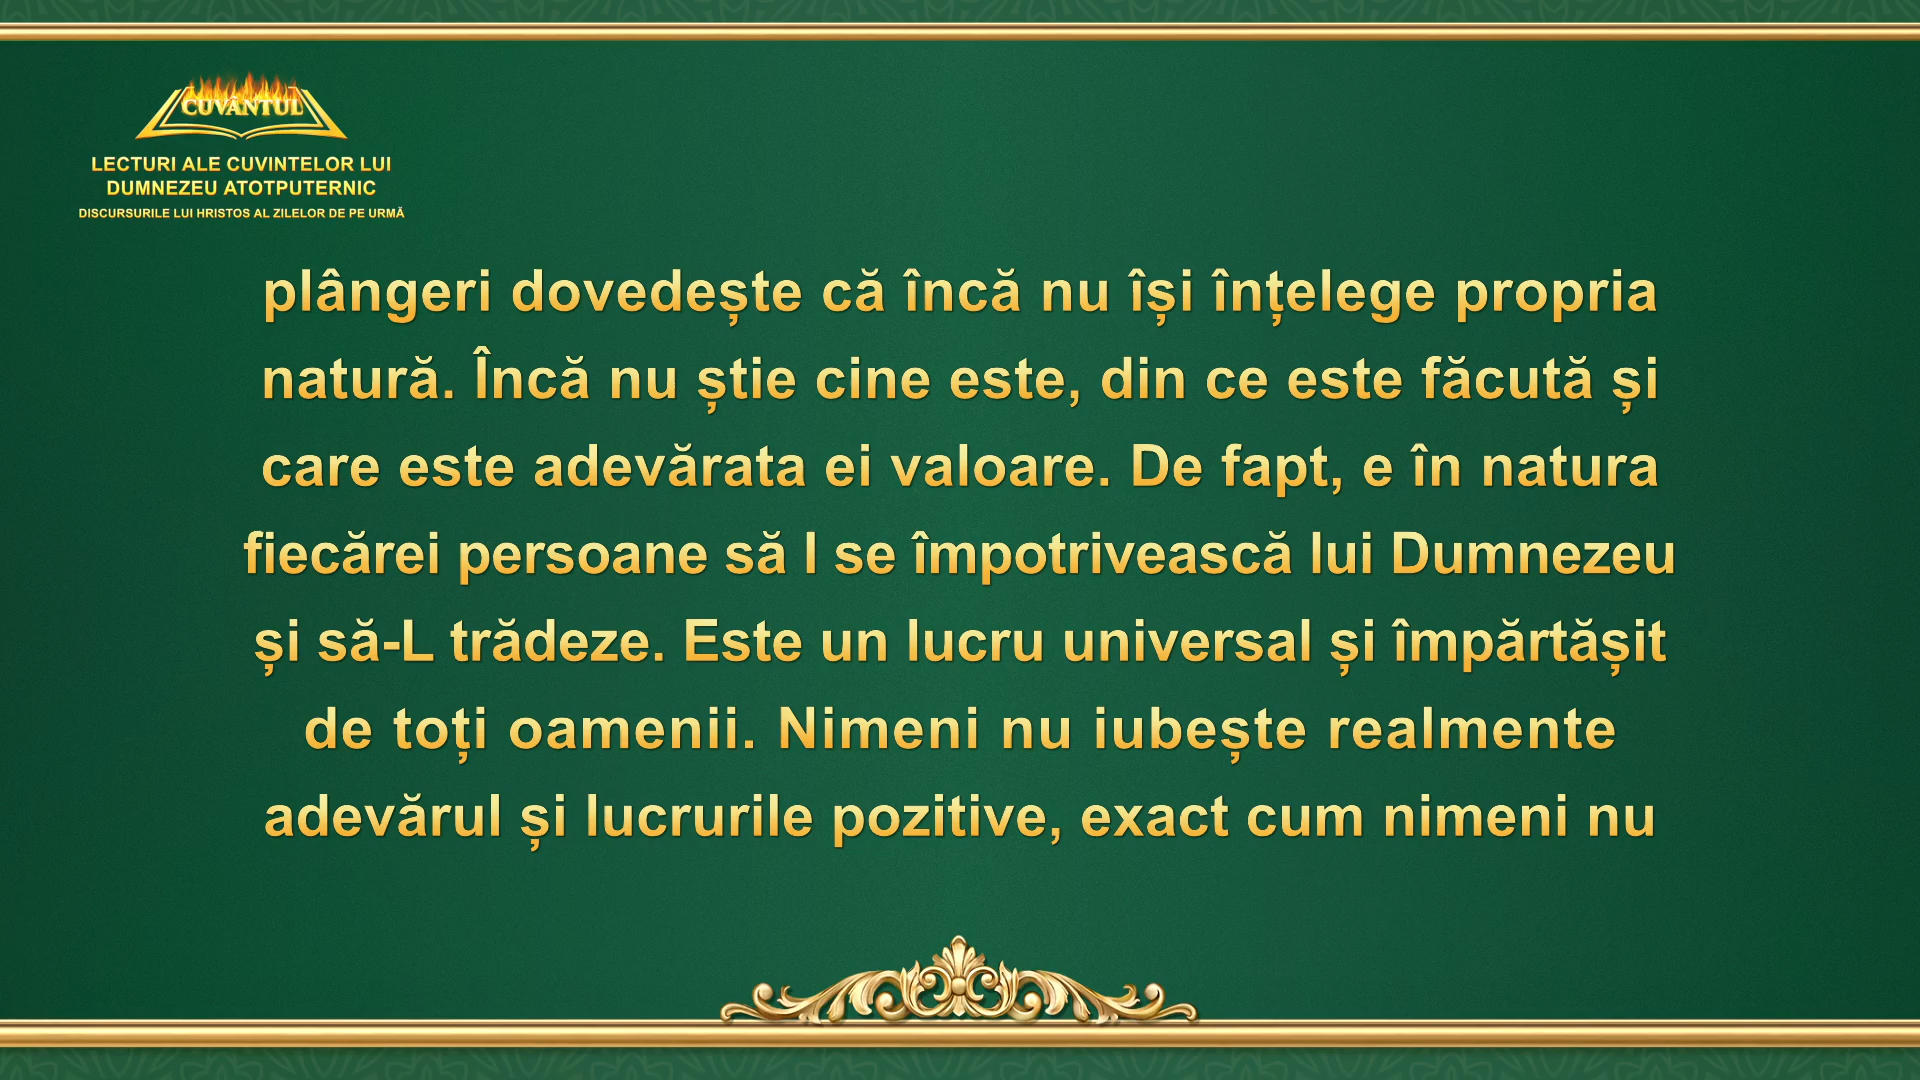 CUVÂNTUL
LECTURI ALE CUVINTELOR LUI
DUMNEZEU ATOTPUTERNIC
DISCURSURILE LUI HRISTOS AL ZILELOR DE PE URMĂ
plângeri dovedește că încă nu își înțelege propria
natură. Încă nu știe cine este, din ce este făcută și
care este adevărata ei valoare. De fapt, e în natura
fiecărei persoane să I se împotrivească lui Dumnezeu
și să-L trădeze. Este un lucru universal și împărtășit
de toți oamenii. Nimeni nu iubește realmente
adevărul și lucrurile pozitive, exact cum nimeni nu